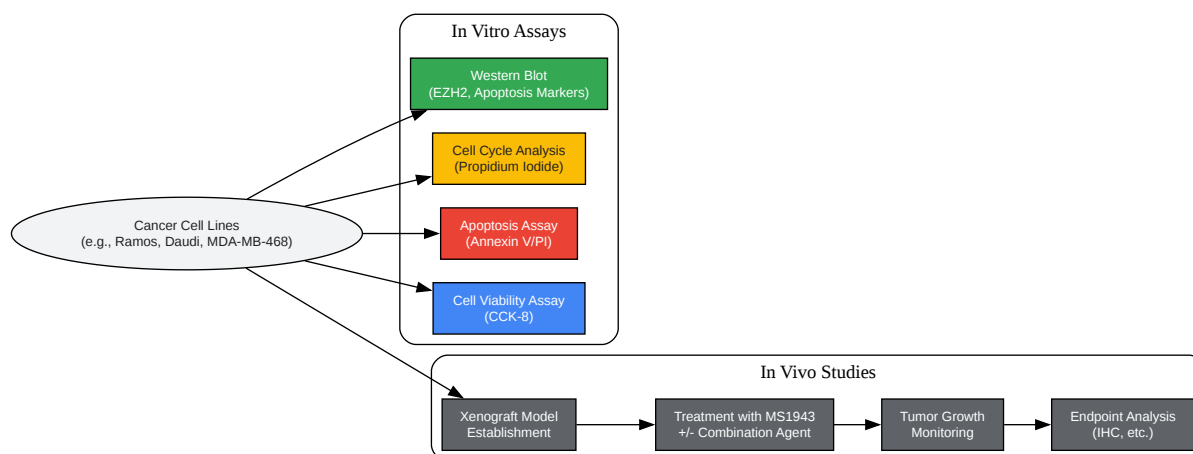 In Vitro Assays
Western Blot
(EZH2, Apoptosis Markers)
Cell Cycle Analysis
(Propidium Iodide)
Cancer Cell Lines
(e.g., Ramos, Daudi, MDA-MB-468)
Apoptosis Assay
(Annexin V/PI)
Cell Viability Assay
(CCK-8)
In Vivo Studies
Xenograft Model
Establishment
Treatment with MS1943
+/- Combination Agent
Tumor Growth
Monitoring
Endpoint Analysis
(IHC, etc.)